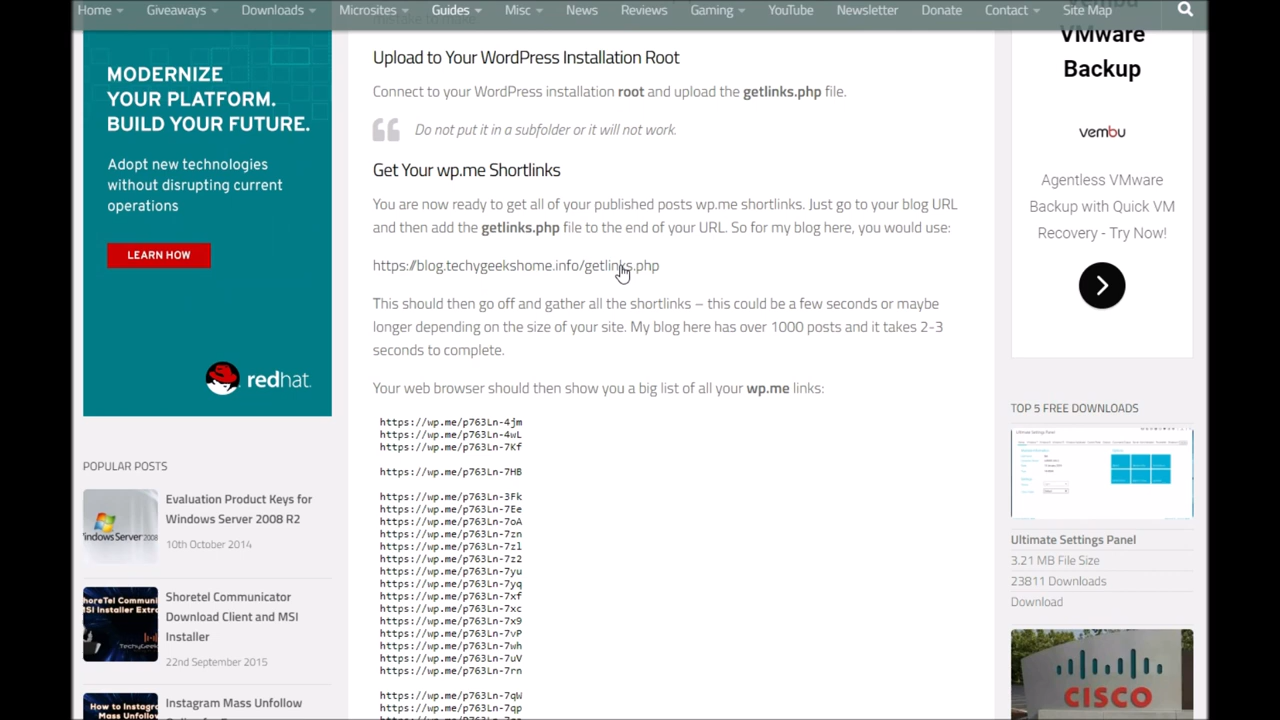 Home Giveaways Downloads Microsites Guides Misc News Reviews Gaming YouTube Newsletter Donate Contact Site Map
MODERNIZE
YOUR PLATFORM.
BUILD YOUR FUTURE.
Adopt new technologies
without disrupting current
operations
LEARN HOW
redhat.
POPULAR POSTS
Evaluation Product Keys for
Windows Server 2008 R2
10th October 2014
Shoretel Communicator
Download Client and MSI
Installer
22nd September 2015
Instagram Mass Unfollow
Upload to Your WordPress Installation Root
Connect to your WordPress installation root and upload the getlinks.php file.
Do not put it in a subfolder or it will not work.
Get Your wp.me Shortlinks
You are now ready to get all of your published posts wp.me shortlinks. Just go to your blog URL
and then add the getlinks.php file to the end of your URL. So for my blog here, you would use:
https://blog.techygeekshome.info/getlinks.php
This should then go off and gather all the shortlinks – this could be a few seconds or maybe
longer depending on the size of your site. My blog here has over 1000 posts and it takes 2-3
seconds to complete.
Your web browser should then show you a big list of all your wp.me links:
https://wp.me/p763Ln-4jm
https://wp.me/p763Ln-4wL
https://wp.me/p763Ln-7Xf
https://wp.me/p763Ln-7HB
https://wp.me/p763Ln-3Fk
https://wp.me/p763Ln-7Ee
https://wp.me/p763Ln-7oA
https://wp.me/p763Ln-7zn
https://wp.me/p763Ln-7zl
https://wp.me/p763Ln-7z2
https://wp.me/p763Ln-7yu
https://wp.me/p763Ln-7yq
https://wp.me/p763Ln-7xf
https://wp.me/p763Ln-7xc
https://wp.me/p763Ln-7x9
https://wp.me/p763Ln-7vP
https://wp.me/p763Ln-7wh
https://wp.me/p763Ln-7uV
https://wp.me/p763Ln-7rn
https://wp.me/p763Ln-7qW
https://wp.me/p763Ln-7qp
VMware
Backup
vembu
Agentless VMware
Backup with Quick VM
Recovery - Try Now!
TOP 5 FREE DOWNLOADS
Ultimate Settings Panel
3.21 MB File Size
23811 Downloads
Download
CISCO